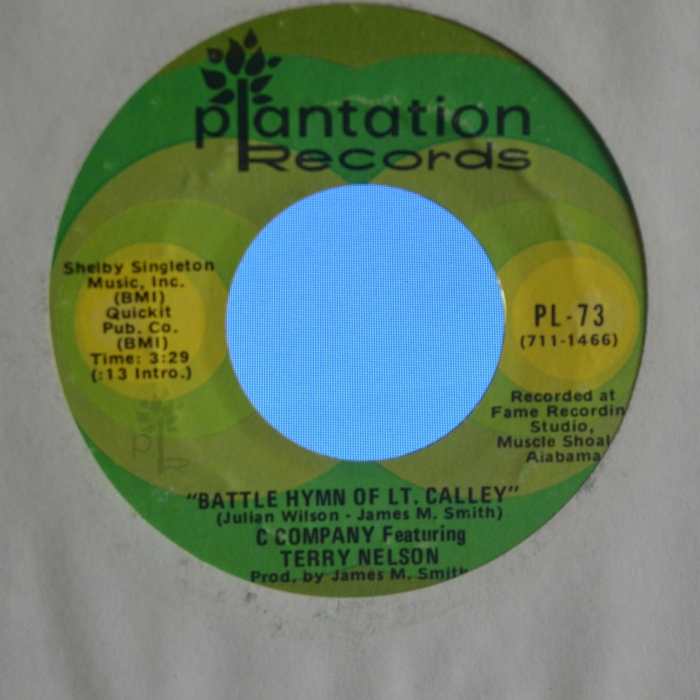 plantation
Records
Shelby Singleton
Music, Inc.
(BMI)
Quickit
Pub. Co.
(BMI)
Time: 3:29
(:13 Intro.)
PL-73
(711-1466)
Recorded at
Fame Recordin
Studio,
Muscle Shoal
Alabama
"BATTLE HYMN OF LT. CALLEY"
(Julian Wilson - James M. Smith)
C COMPANY Featuring
TERRY NELSON
Prod. by James M. Smith